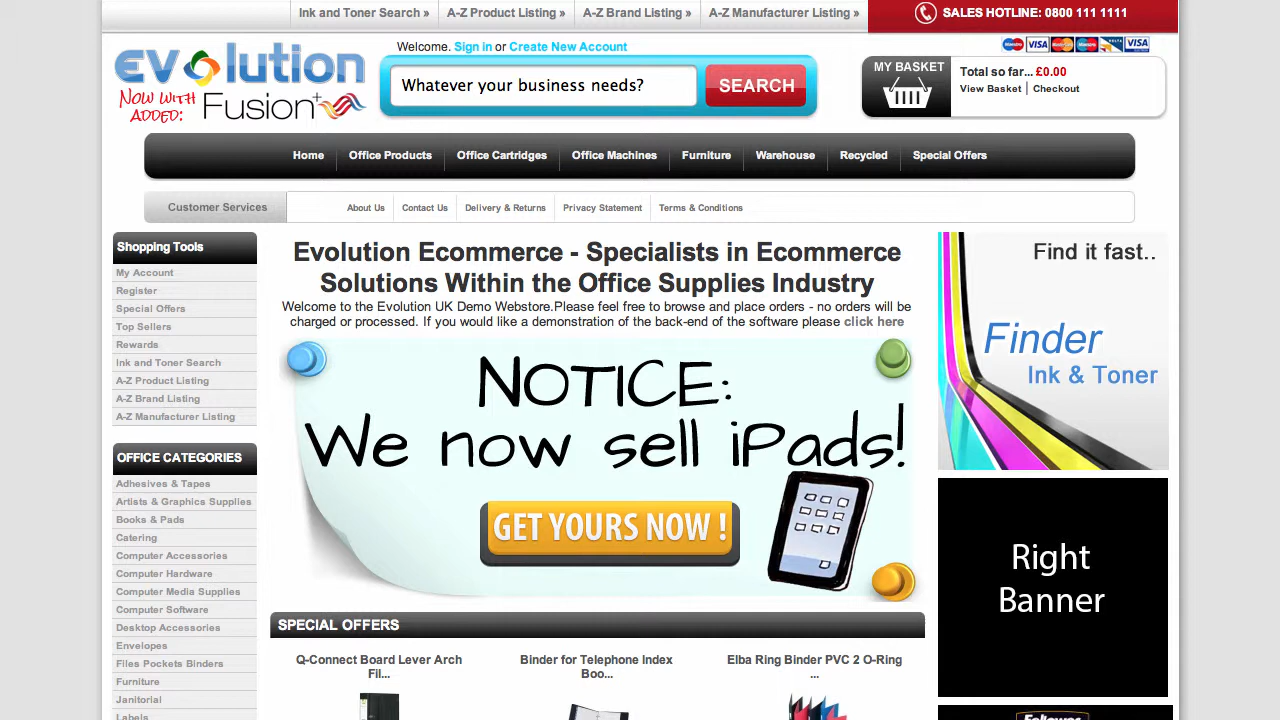 Ink and Toner Search »
A-Z Product Listing »
A-Z Brand Listing »
A-Z Manufacturer Listing »
SALES HOTLINE: 0800 111 1111
EVOlution
NOW WITH
ADDED:
Fusion+
Welcome. Sign in or Create New Account
Whatever your business needs?
SEARCH
Maestro VISA MasterCard Maestro DELTA VISA
MY BASKET
Total so far... £0.00
View Basket | Checkout
Home
Office Products
Office Cartridges
Office Machines
Furniture
Warehouse
Recycled
Special Offers
Customer Services
About Us
Contact Us
Delivery & Returns
Privacy Statement
Terms & Conditions
Shopping Tools
My Account
Register
Special Offers
Top Sellers
Rewards
Ink and Toner Search
A-Z Product Listing
A-Z Brand Listing
A-Z Manufacturer Listing
OFFICE CATEGORIES
Adhesives & Tapes
Artists & Graphics Supplies
Books & Pads
Catering
Computer Accessories
Computer Hardware
Computer Media Supplies
Computer Software
Desktop Accessories
Envelopes
Files Pockets Binders
Furniture
Janitorial
Labels
Evolution Ecommerce - Specialists in Ecommerce
Solutions Within the Office Supplies Industry
Welcome to the Evolution UK Demo Webstore.Please feel free to browse and place orders - no orders will be
charged or processed. If you would like a demonstration of the back-end of the software please click here
NOTICE:
We now sell iPads!
GET YOURS NOW !
SPECIAL OFFERS
Q-Connect Board Lever Arch
Fil...
Binder for Telephone Index
Boo...
Elba Ring Binder PVC 2 O-Ring
...
Find it fast..
Finder
Ink & Toner
Right
Banner
Fellowes